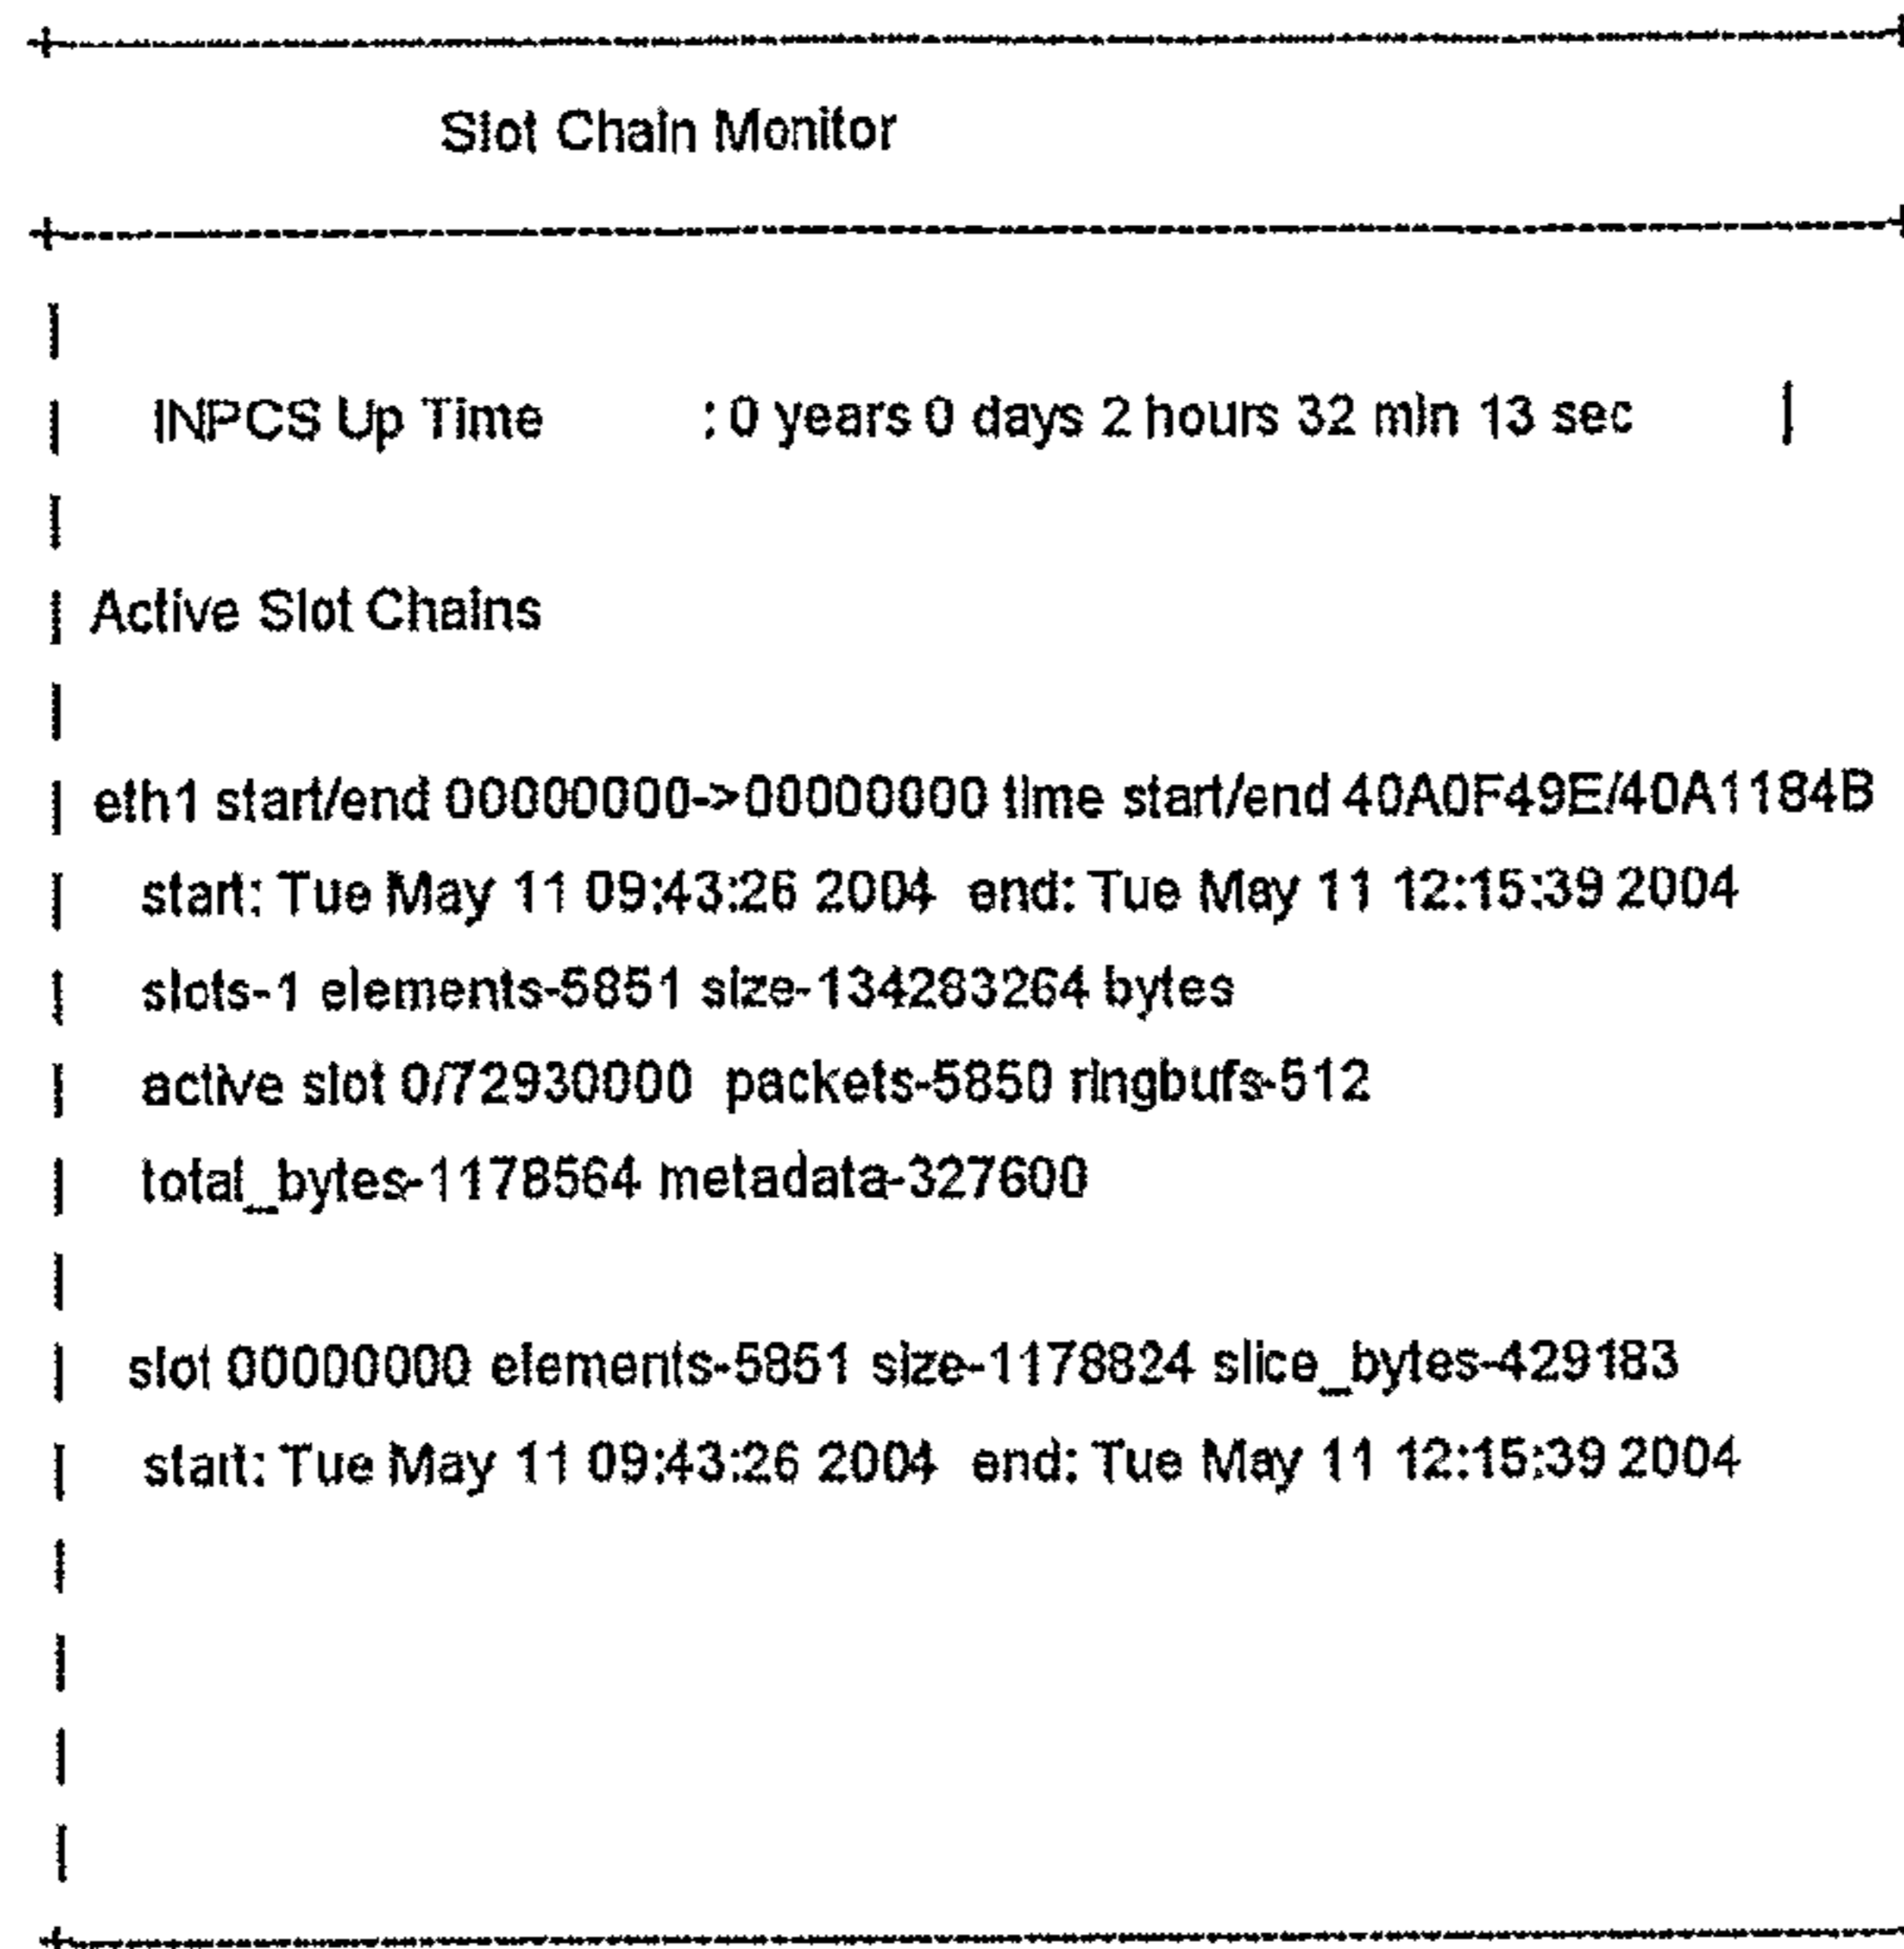 Slot Chain Monitor
INPCS Up Time : 0 years 0 days 2 hours 32 min 13 sec
Active Slot Chains
eth1 start/end 00000000->00000000 time start/end 40A0F49E/40A1184B
start: Tue May 11 09:43:26 2004 end: Tue May 11 12:15:39 2004
slots-1 elements-5851 size-134283264 bytes
active slot 0/72930000 packets-5850 ringbufs-512
total_bytes-1178564 metadata-327600
slot 00000000 elements-5851 size-1178824 slice_bytes-429183
start: Tue May 11 09:43:26 2004 end: Tue May 11 12:15:39 2004